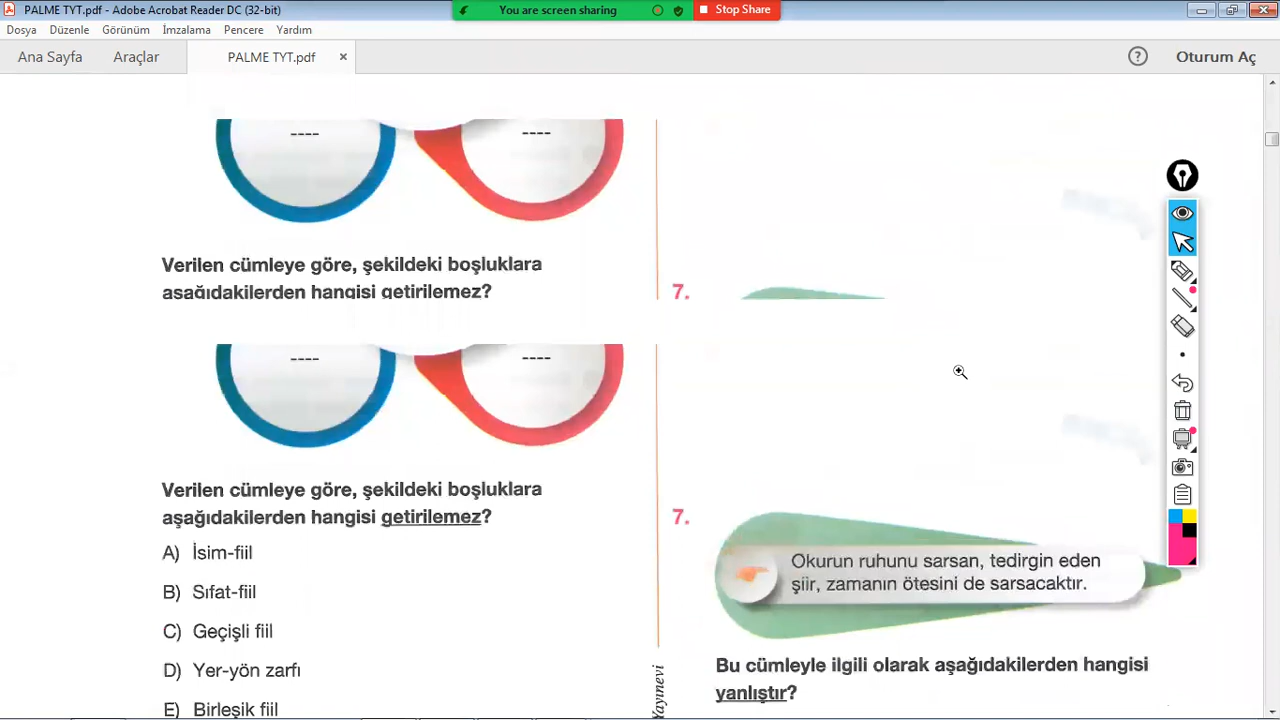 PALME TYT.pdf - Adobe Acrobat Reader DC (32-bit)
You are screen sharing
Stop Share
Dosya Düzenle Görünüm İmzalama Pencere Yardım
Ana Sayfa Araçlar PALME TYT.pdf × ? Oturum Aç
---- ----
Verilen cümleye göre, şekildeki boşluklara
aşağıdakilerden hangisi getirilemez?
7.
---- ----
Verilen cümleye göre, şekildeki boşluklara
aşağıdakilerden hangisi getirilemez?
A) İsim-fiil
B) Sıfat-fiil
C) Geçişli fiil
D) Yer-yön zarfı
E) Birleşik fiil
Yayınevi
7.
Okurun ruhunu sarsan, tedirgin eden
şiir, zamanın ötesini de sarsacaktır.
Bu cümleyle ilgili olarak aşağıdakilerden hangisi
yanlıştır?